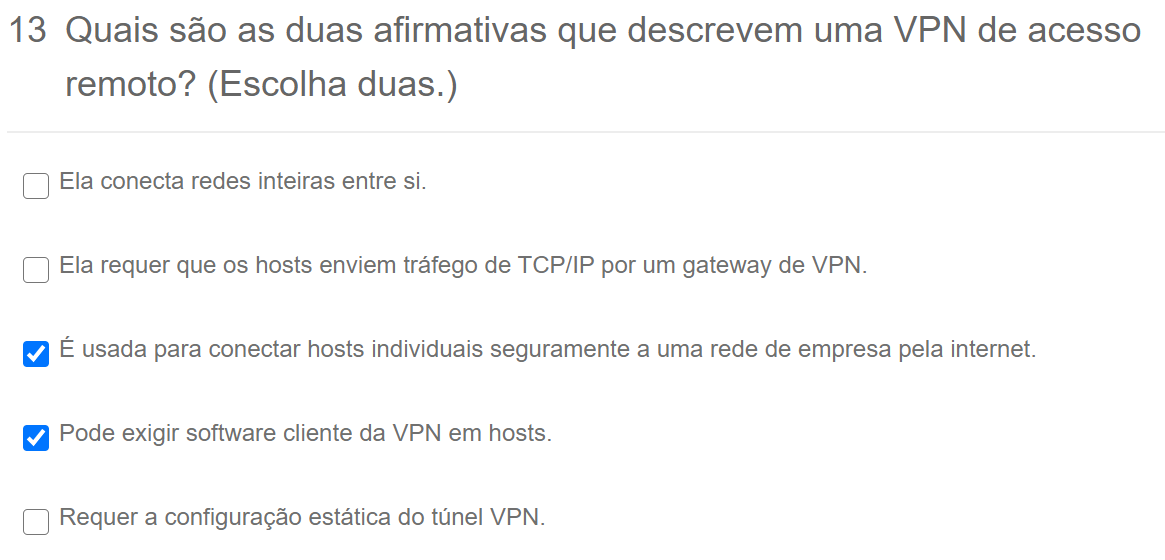 13 Quais são as duas afirmativas que descrevem uma VPN de acesso
remoto? (Escolha duas.)
Ela conecta redes inteiras entre si.
Ela requer que os hosts enviem tráfego de TCP/IP por um gateway de VPN.
É usada para conectar hosts individuais seguramente a uma rede de empresa pela internet.
Pode exigir software cliente da VPN em hosts.
Requer a configuração estática do túnel VPN.